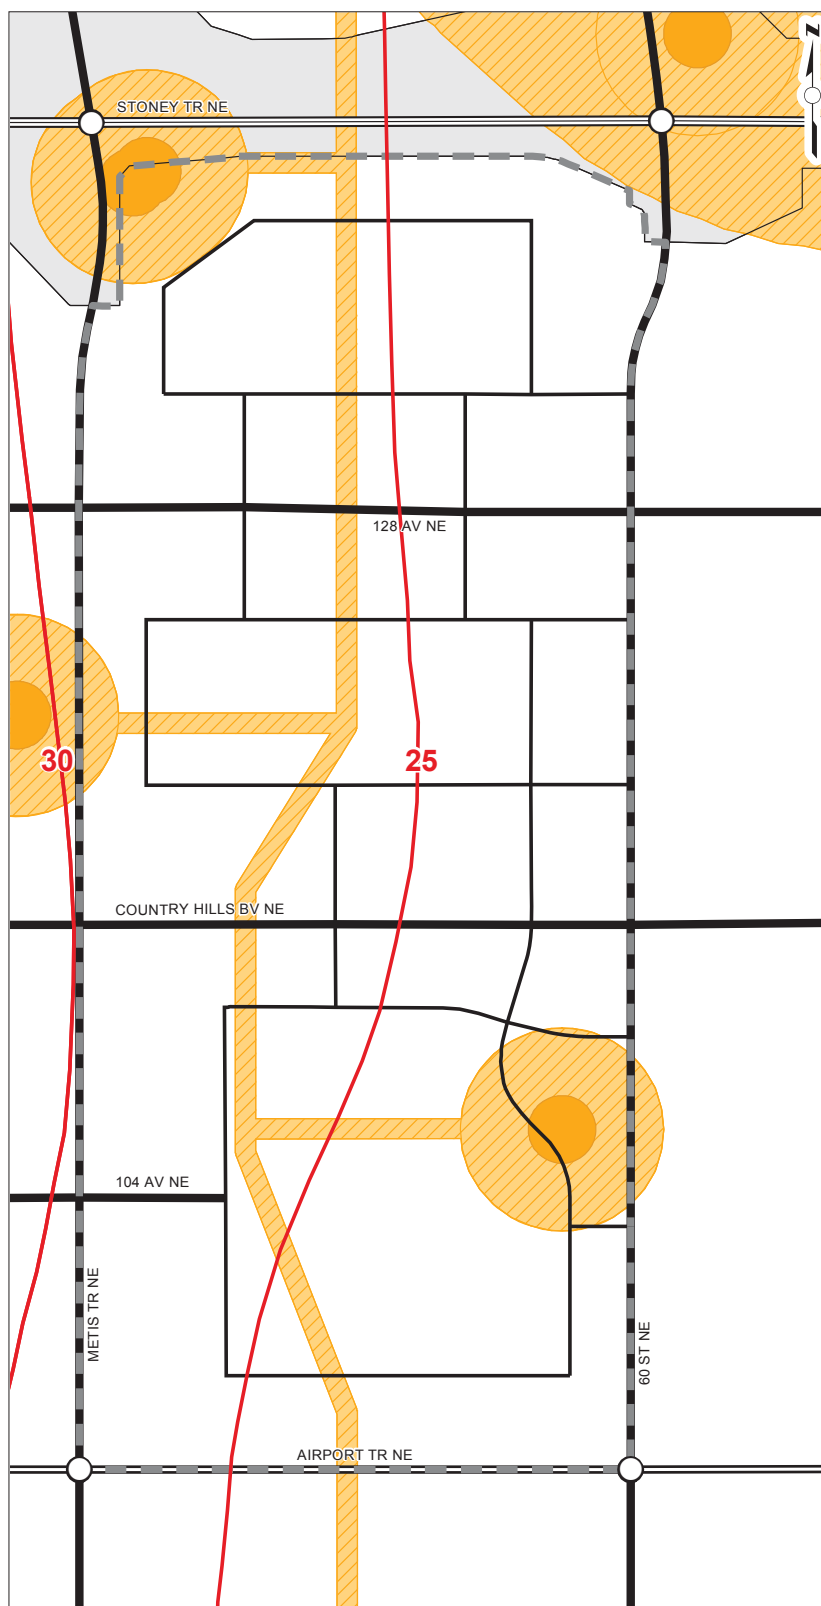 N
STONEY TR NE
128 AV NE
30
25
COUNTRY HILLS BV NE
104 AV NE
METIS TR NE
60 ST NE
AIRPORT TR NE